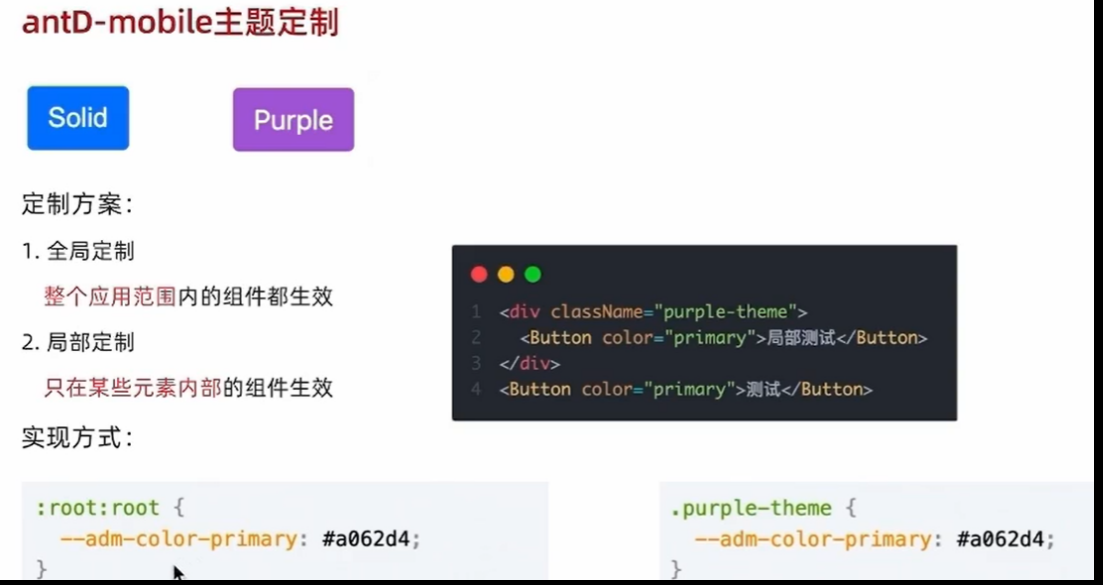 antD-mobile主题定制
Solid
Purple
定制方案：
1. 全局定制
整个应用范围内的组件都生效
2. 局部定制
只在某些元素内部的组件生效
1 <div className="purple-theme">
2   <Button color="primary">局部测试</Button>
3 </div>
4 <Button color="primary">测试</Button>
实现方式：
:root:root {
  --adm-color-primary: #a062d4;
}
.purple-theme {
  --adm-color-primary: #a062d4;
}